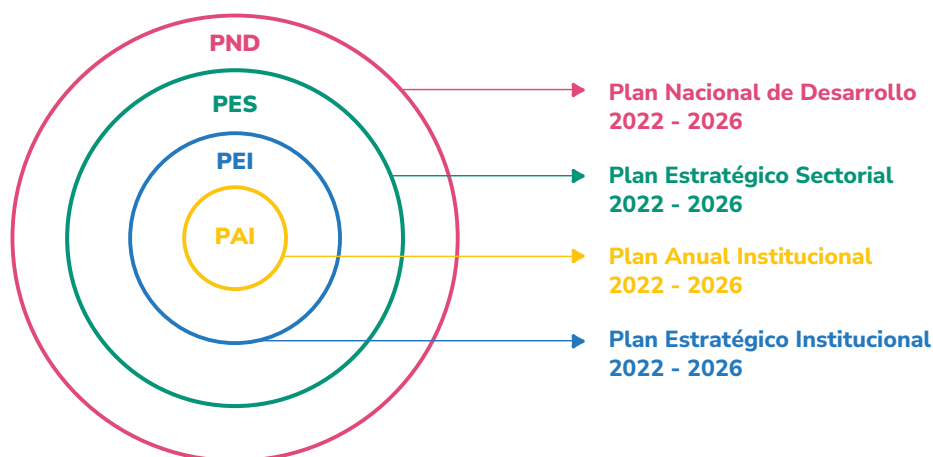 PND
PES
PEI
PAI
Plan Nacional de Desarrollo
2022 - 2026
Plan Estratégico Sectorial
2022 - 2026
Plan Anual Institucional
2022 - 2026
Plan Estratégico Institucional
2022 - 2026